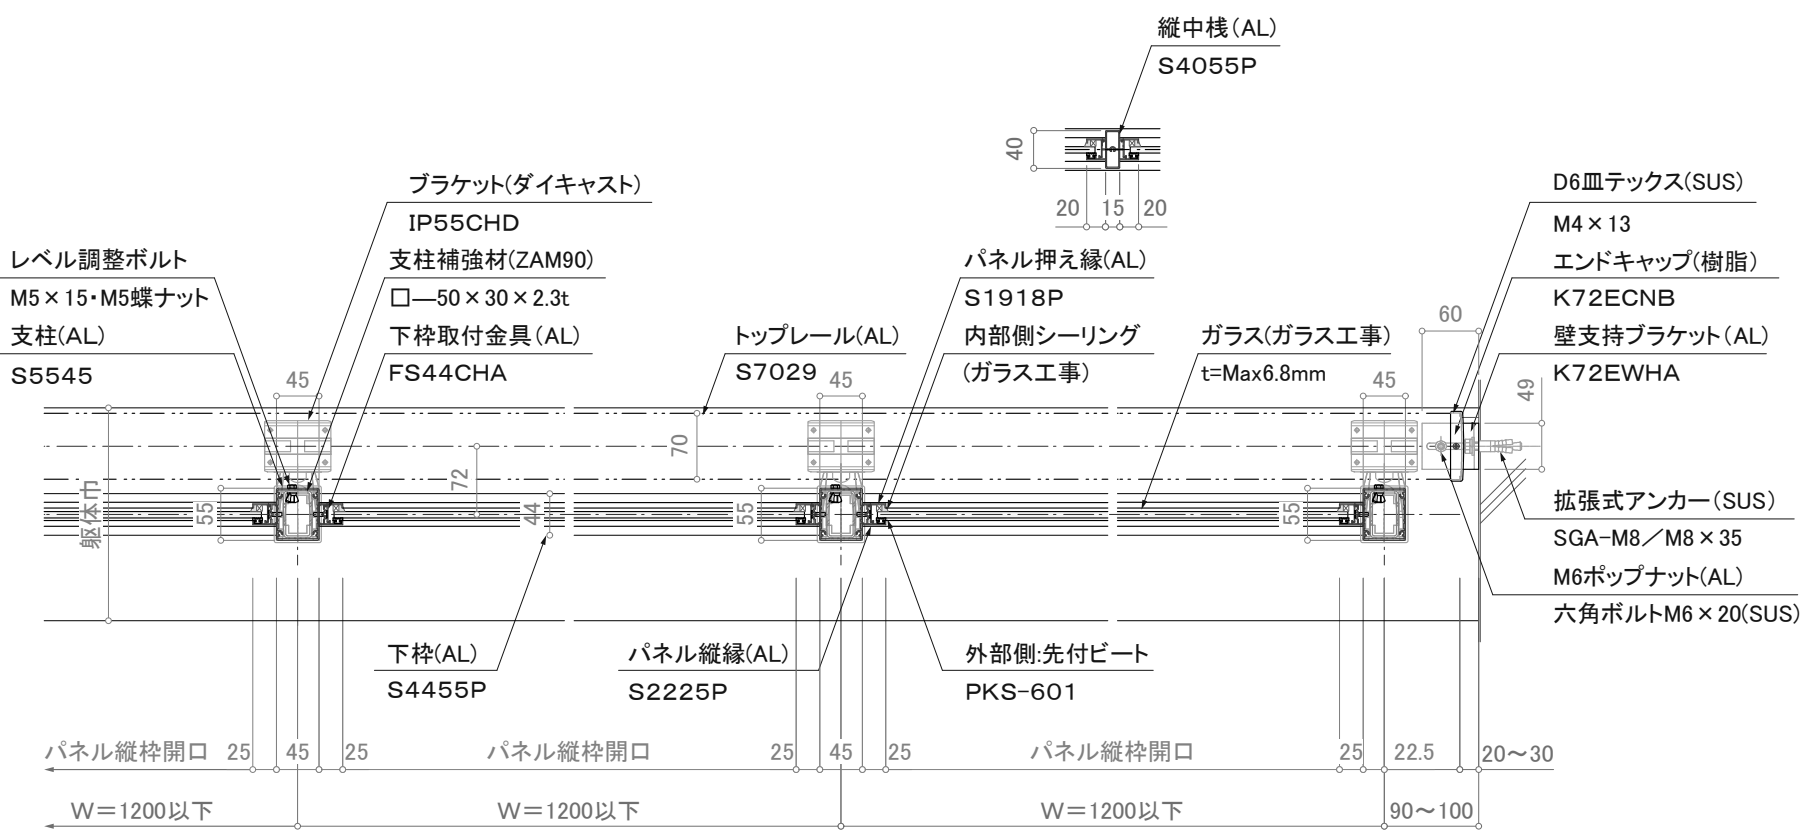 縦中桟(AL)
S4055P
40
20 15 20
ブラケット(ダイキャスト)
IP55CHD
レベル調整ボルト
M5×15・M5蝶ナット
支柱(AL)
S5545
支柱補強材(ZAM90)
□―50×30×2.3t
下枠取付金具(AL)
FS44CHA
トップレール(AL)
S7029
パネル押え縁(AL)
S1918P
内部側シーリング
(ガラス工事)
ガラス(ガラス工事)
t=Max6.8mm
D6皿テックス(SUS)
M4×13
エンドキャップ(樹脂)
K72ECNB
壁支持ブラケット(AL)
K72EWHA
60
49
45
45
45
70
72
55
44
55
55
躯体巾
拡張式アンカー(SUS)
SGA-M8/M8×35
M6ポップナット(AL)
六角ボルトM6×20(SUS)
下枠(AL)
S4455P
パネル縦縁(AL)
S2225P
外部側:先付ビート
PKS-601
パネル縦枠開口 25 45 25 パネル縦枠開口 25 45 25 パネル縦枠開口 25 22.5 20~30
W=1200以下 W=1200以下 W=1200以下 90~100